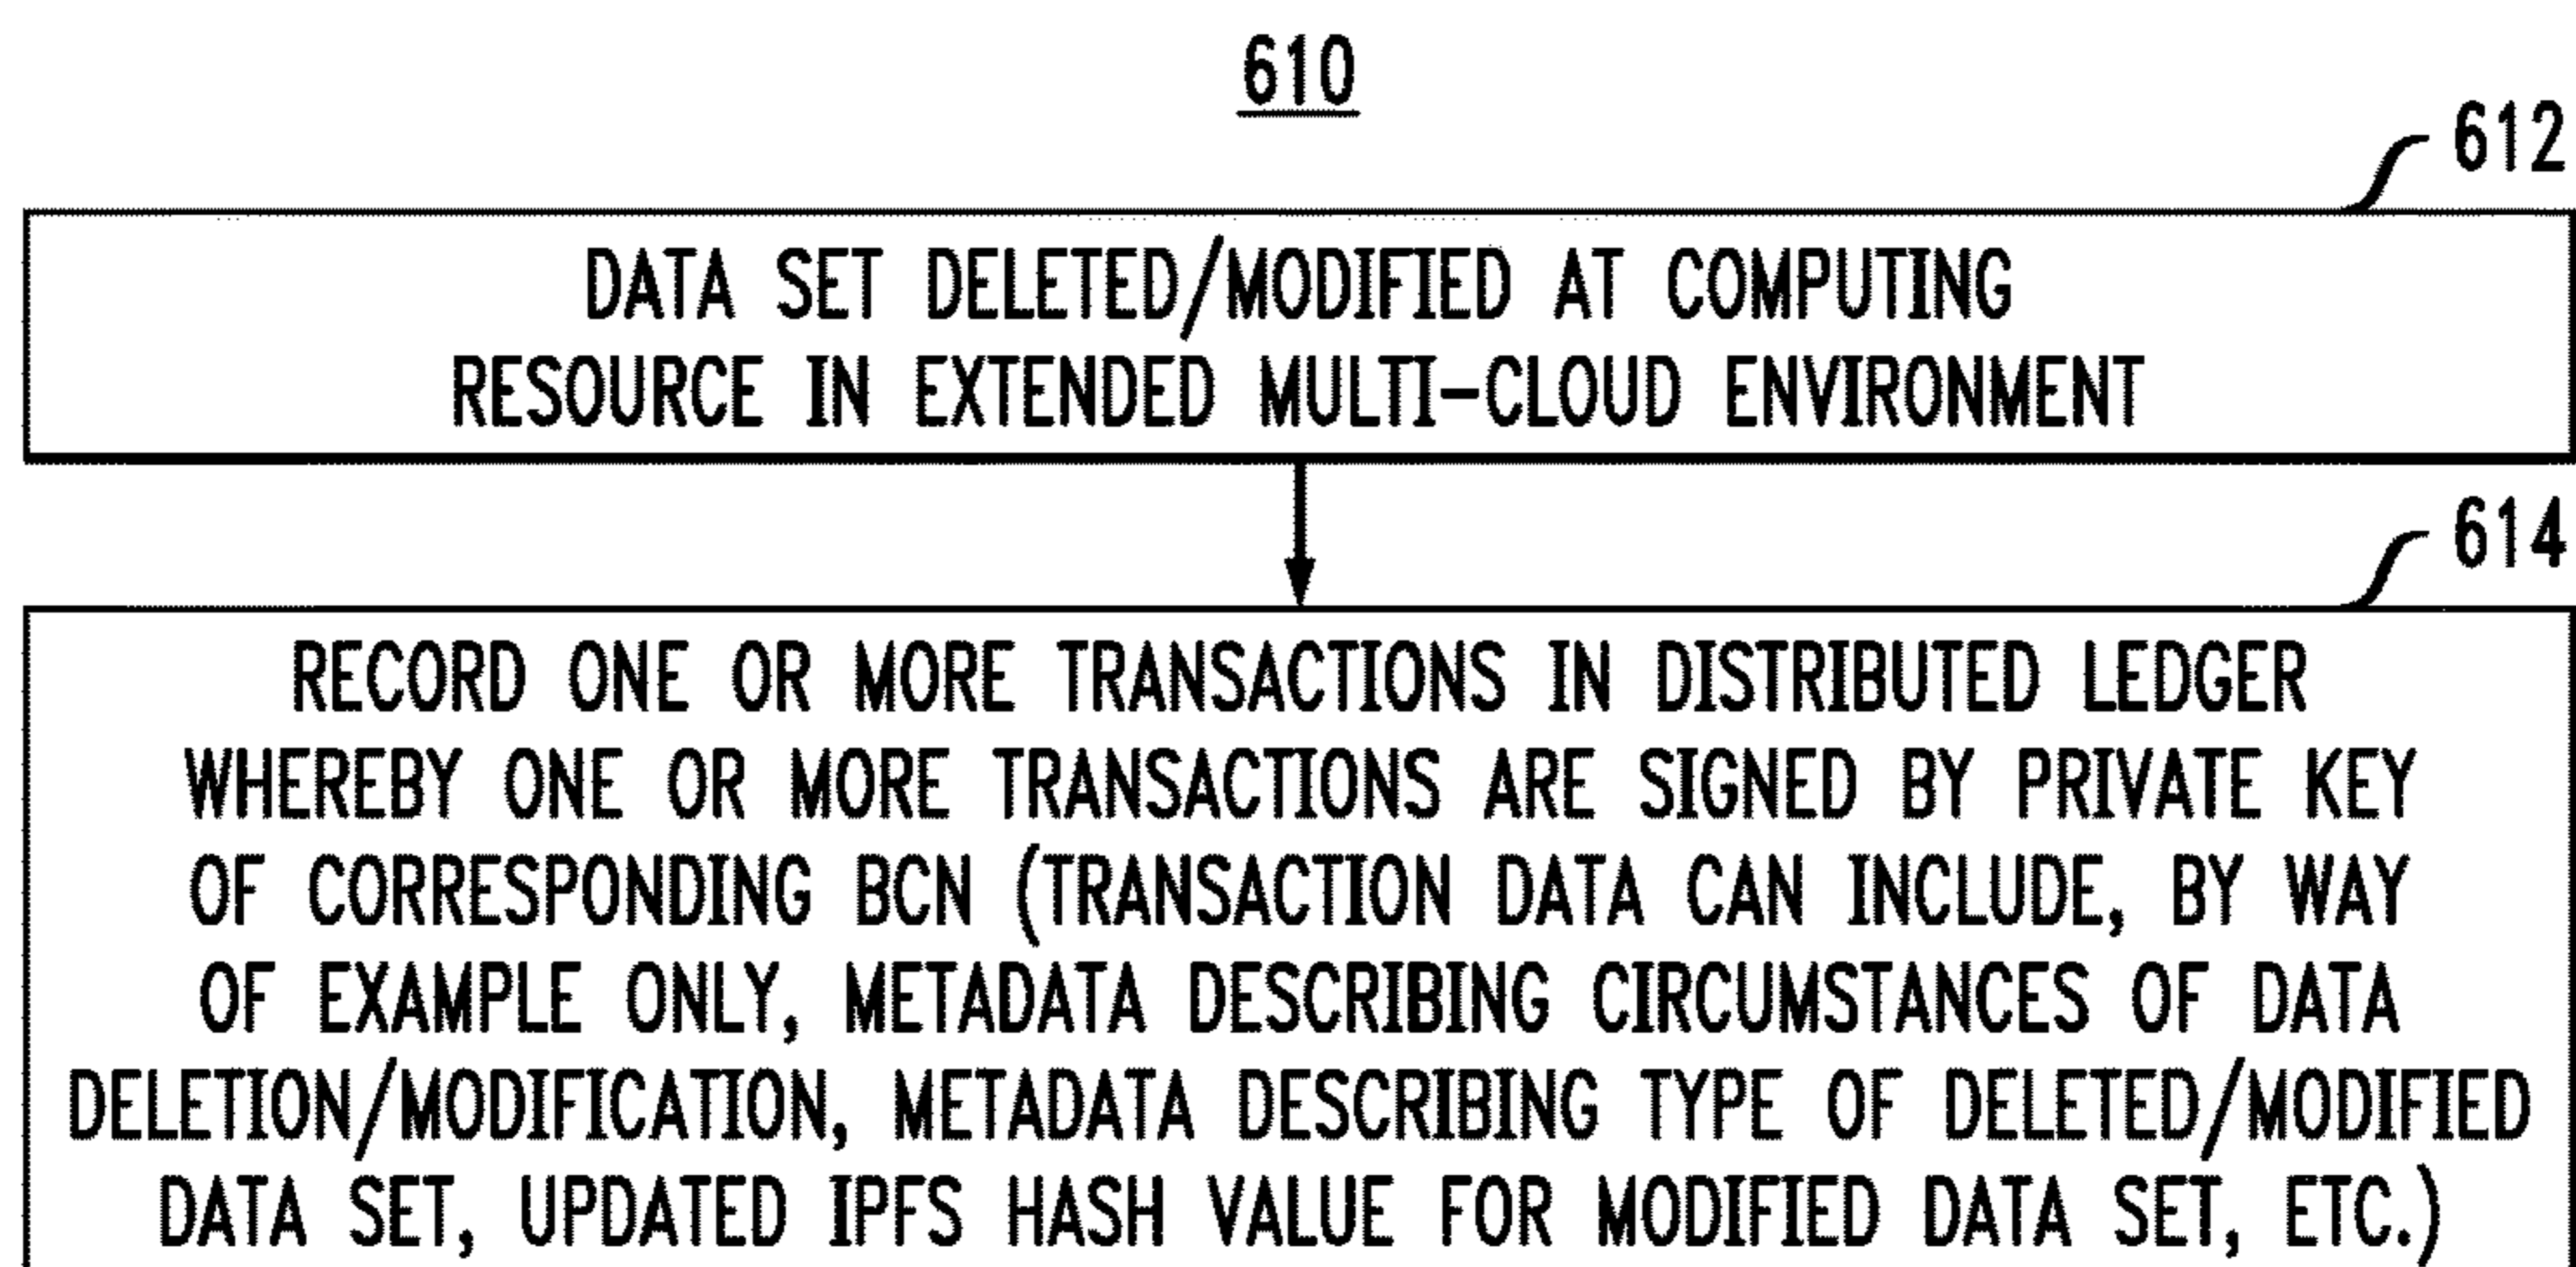 610
612
DATA SET DELETED/MODIFIED AT COMPUTING
RESOURCE IN EXTENDED MULTI-CLOUD ENVIRONMENT
614
RECORD ONE OR MORE TRANSACTIONS IN DISTRIBUTED LEDGER
WHEREBY ONE OR MORE TRANSACTIONS ARE SIGNED BY PRIVATE KEY
OF CORRESPONDING BCN (TRANSACTION DATA CAN INCLUDE, BY WAY
OF EXAMPLE ONLY, METADATA DESCRIBING CIRCUMSTANCES OF DATA
DELETION/MODIFICATION, METADATA DESCRIBING TYPE OF DELETED/MODIFIED
DATA SET, UPDATED IPFS HASH VALUE FOR MODIFIED DATA SET, ETC.)